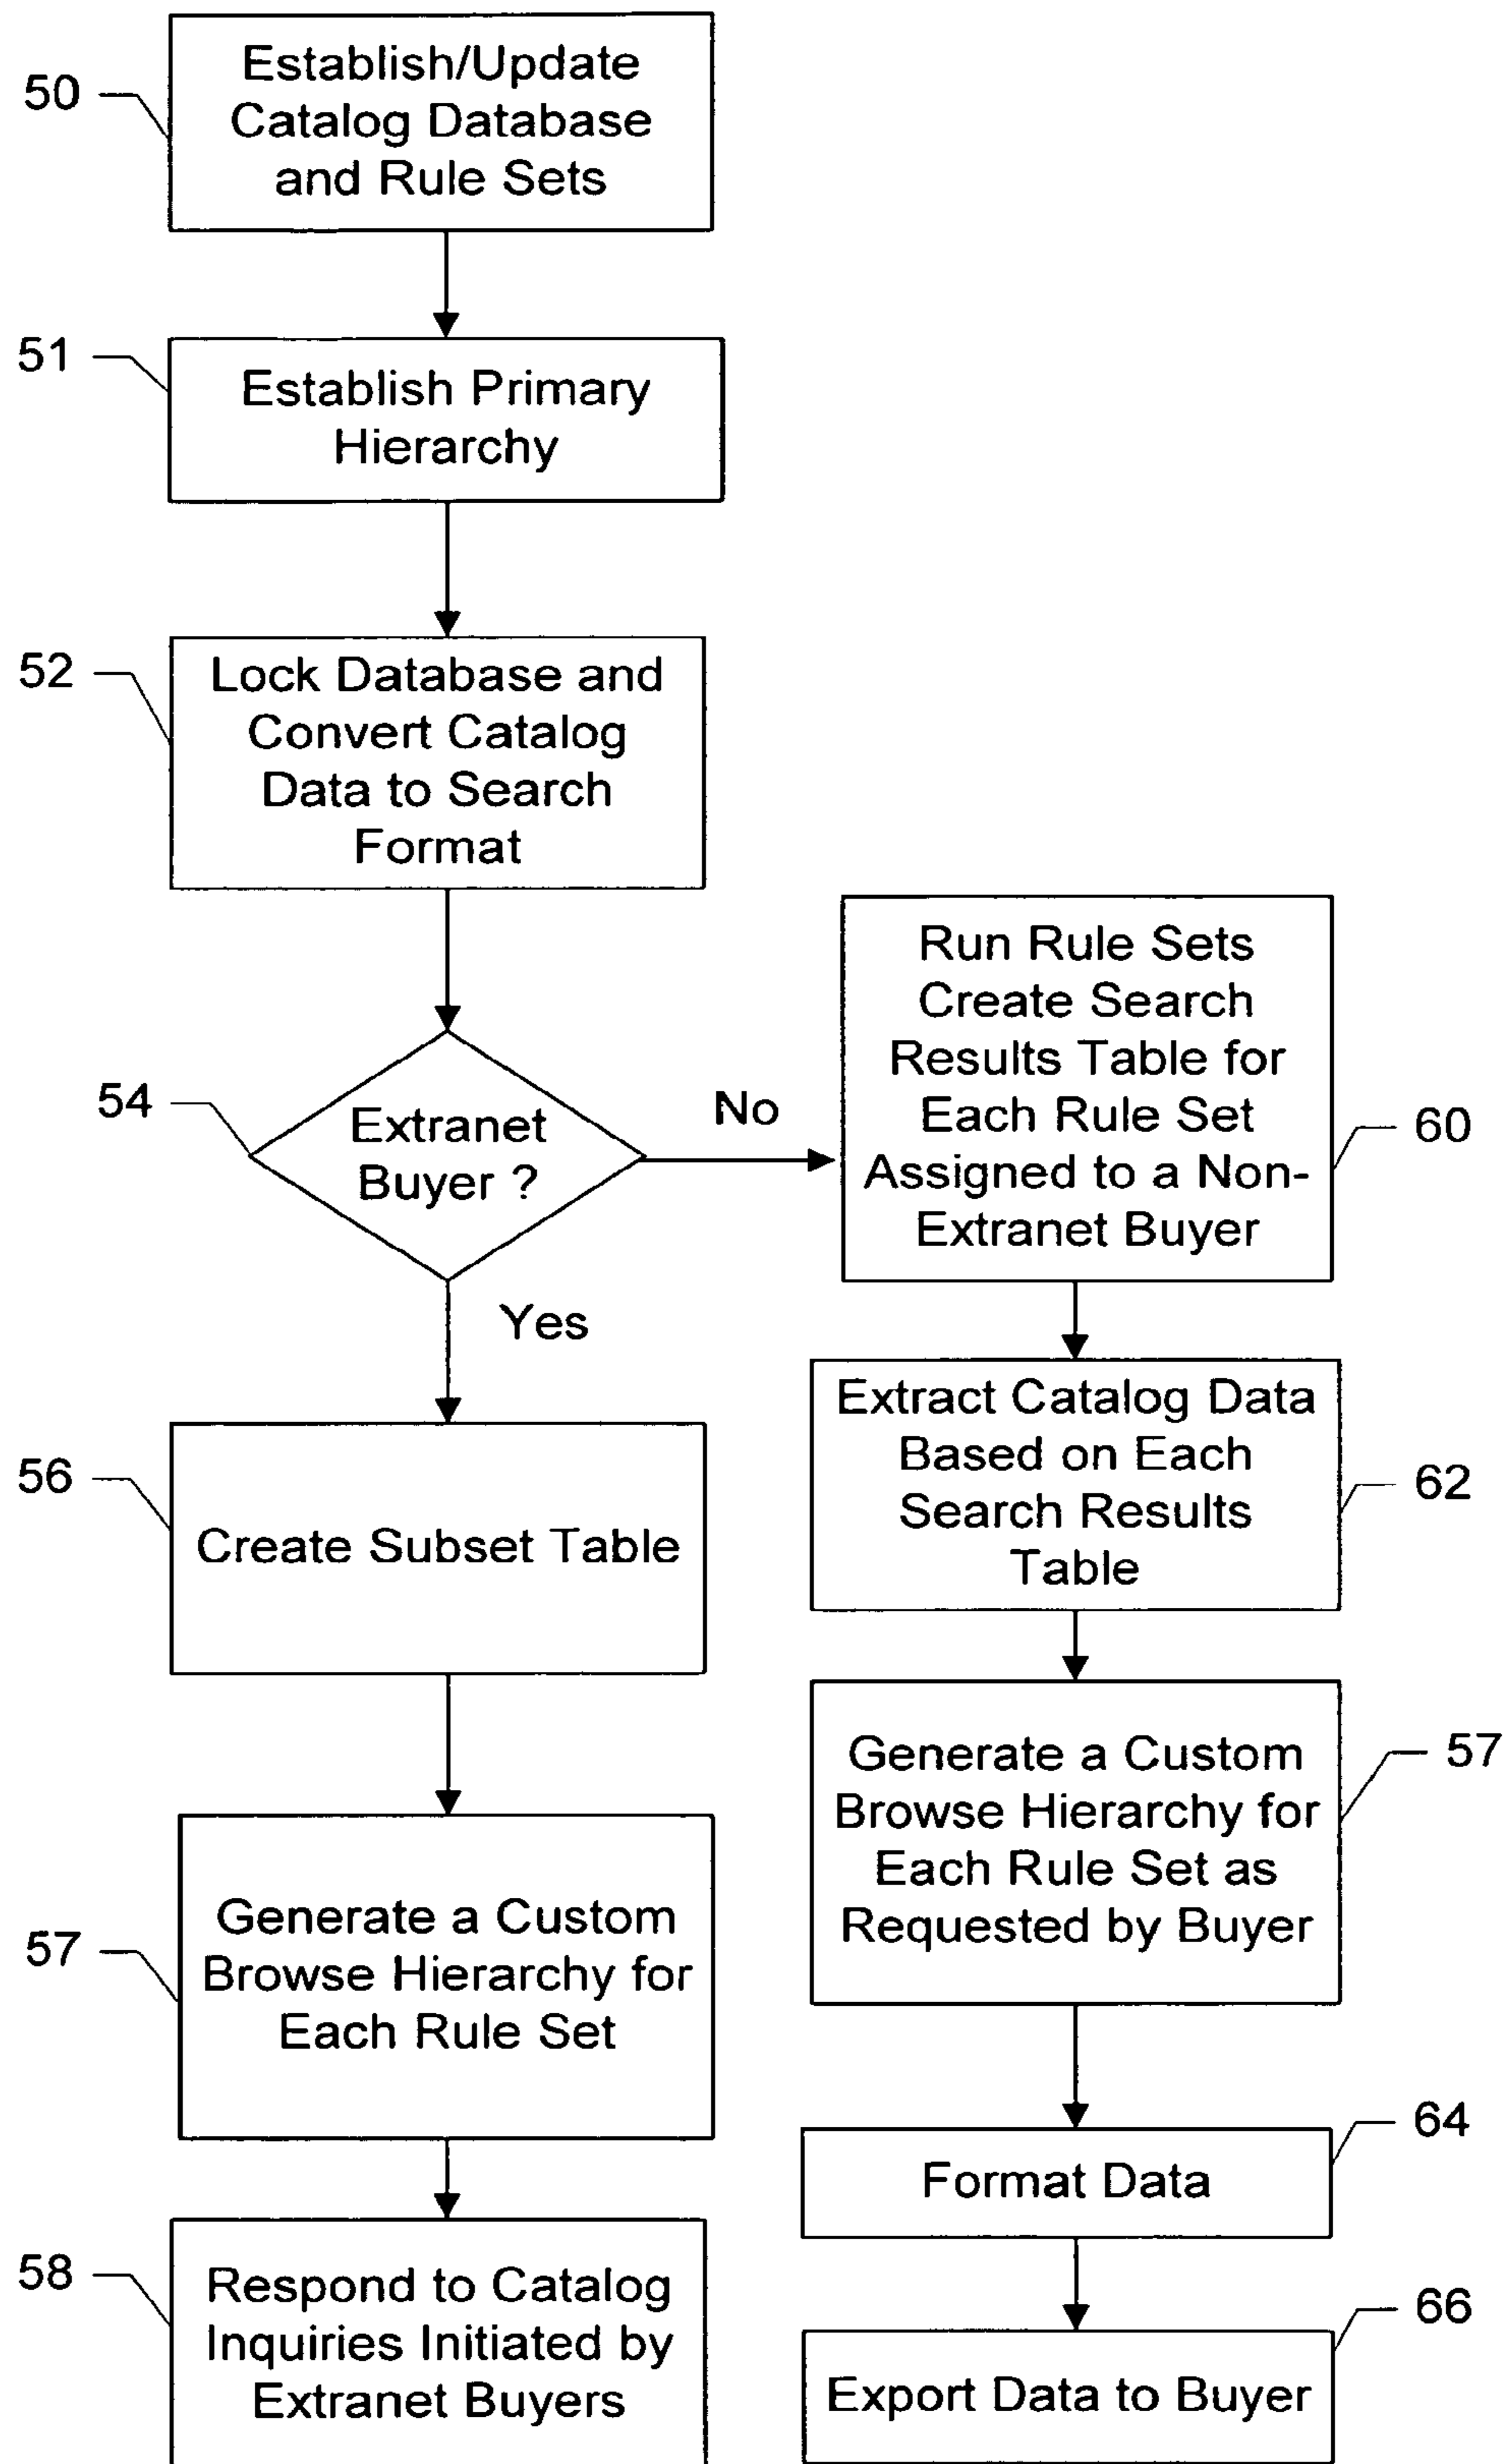 50
Establish/Update
Catalog Database
and Rule Sets
51
Establish Primary
Hierarchy
52
Lock Database and
Convert Catalog
Data to Search
Format
54
Extranet
Buyer ?
No
Yes
Run Rule Sets
Create Search
Results Table for
Each Rule Set
Assigned to a Non-
Extranet Buyer
60
56
Create Subset Table
Extract Catalog Data
Based on Each
Search Results
Table
62
57
Generate a Custom
Browse Hierarchy for
Each Rule Set
Generate a Custom
Browse Hierarchy for
Each Rule Set as
Requested by Buyer
57
58
Respond to Catalog
Inquiries Initiated by
Extranet Buyers
Format Data
64
Export Data to Buyer
66